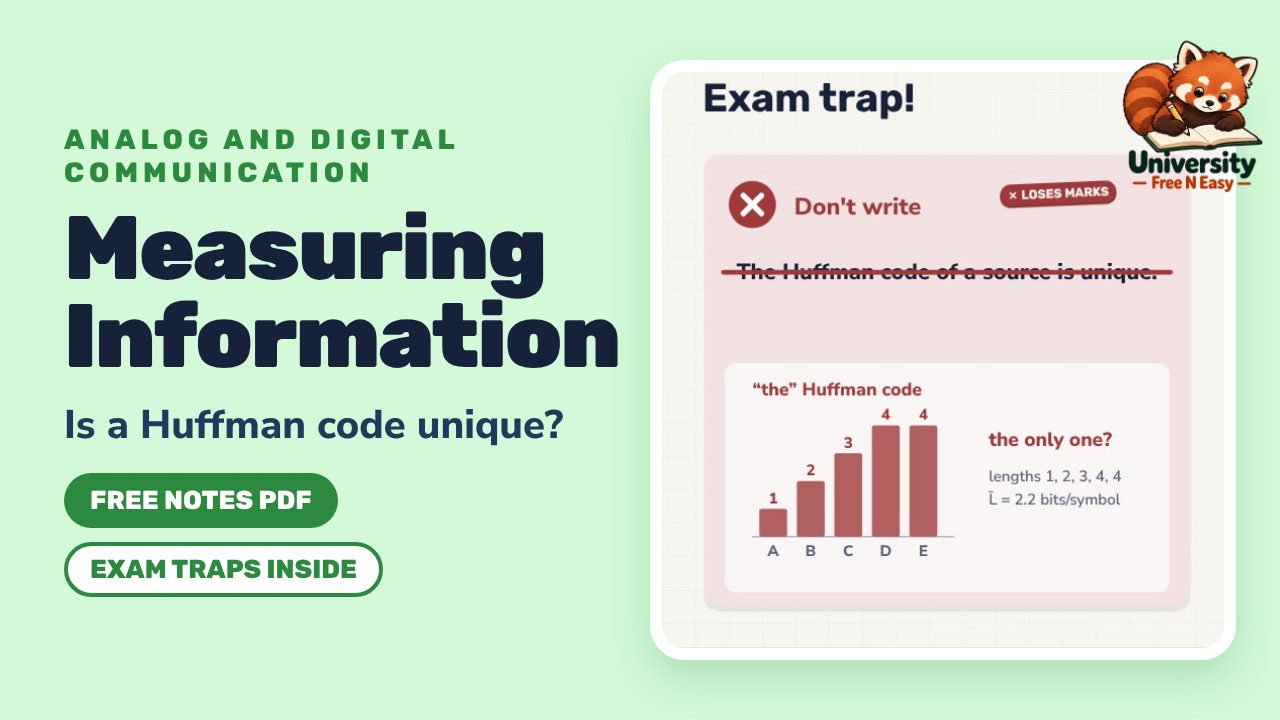 ANALOG AND DIGITAL
COMMUNICATION
Measuring
Information
Is a Huffman code unique?
FREE NOTES PDF
EXAM TRAPS INSIDE
Exam trap!
Don't write
× LOSES MARKS
The Huffman code of a source is unique.
“the” Huffman code
1 2 3 4 4
A B C D E
the only one?
lengths 1, 2, 3, 4, 4
L̄ = 2.2 bits/symbol
University
Free N Easy